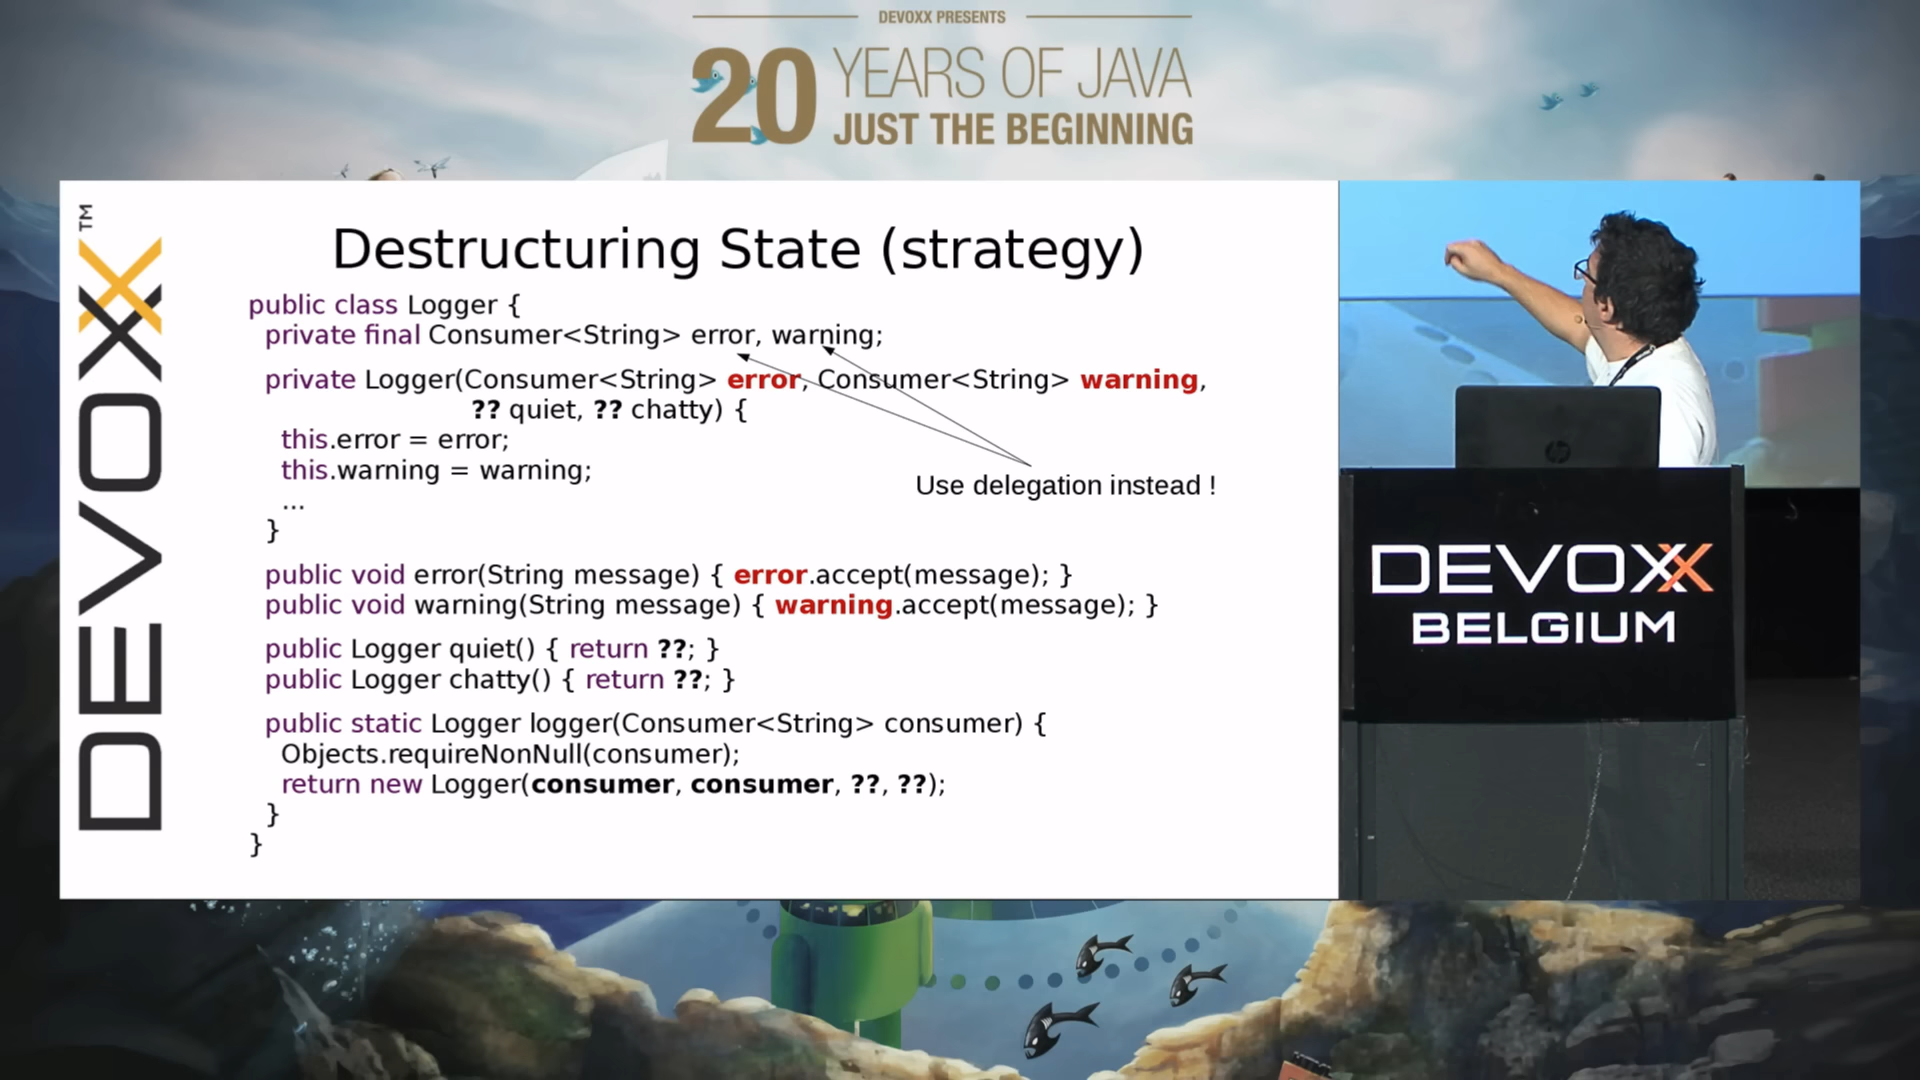 DEVOXX PRESENTS
20 YEARS OF JAVA
JUST THE BEGINNING
DEVOXX™
Destructuring State (strategy)
public class Logger {
private final Consumer<String> error, warning;
private Logger(Consumer<String> error, Consumer<String> warning,
?? quiet, ?? chatty) {
this.error = error;
this.warning = warning;
...
}
Use delegation instead !
public void error(String message) { error.accept(message); }
public void warning(String message) { warning.accept(message); }
public Logger quiet() { return ??; }
public Logger chatty() { return ??; }
public static Logger logger(Consumer<String> consumer) {
Objects.requireNonNull(consumer);
return new Logger(consumer, consumer, ??, ??);
}
}
hp
DEVOXX
BELGIUM